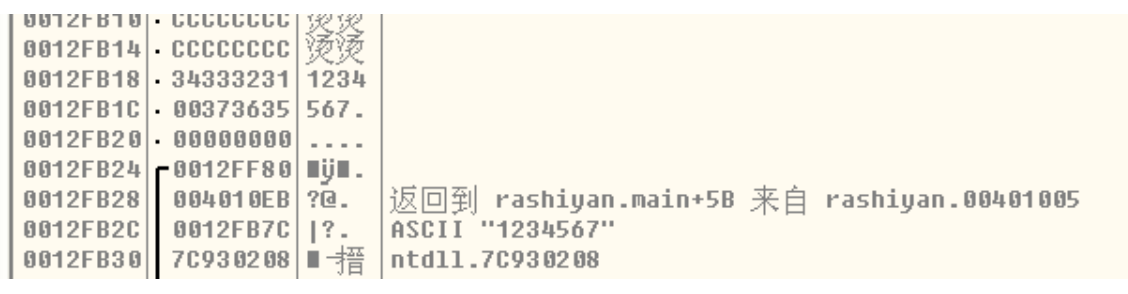 0012FB10 · CCCCCCCC 烫烫
0012FB14 · CCCCCCCC 烫烫
0012FB18 · 34333231 1234
0012FB1C · 00373635 567.
0012FB20 · 00000000 ....
0012FB24 0012FF80 ■ÿ■.
0012FB28 004010EB ?@. 返回到 rashiyan.main+5B 来自 rashiyan.00401005
0012FB2C 0012FB7C |?. ASCII "1234567"
0012FB30 7C930208 ■搢 ntdll.7C930208